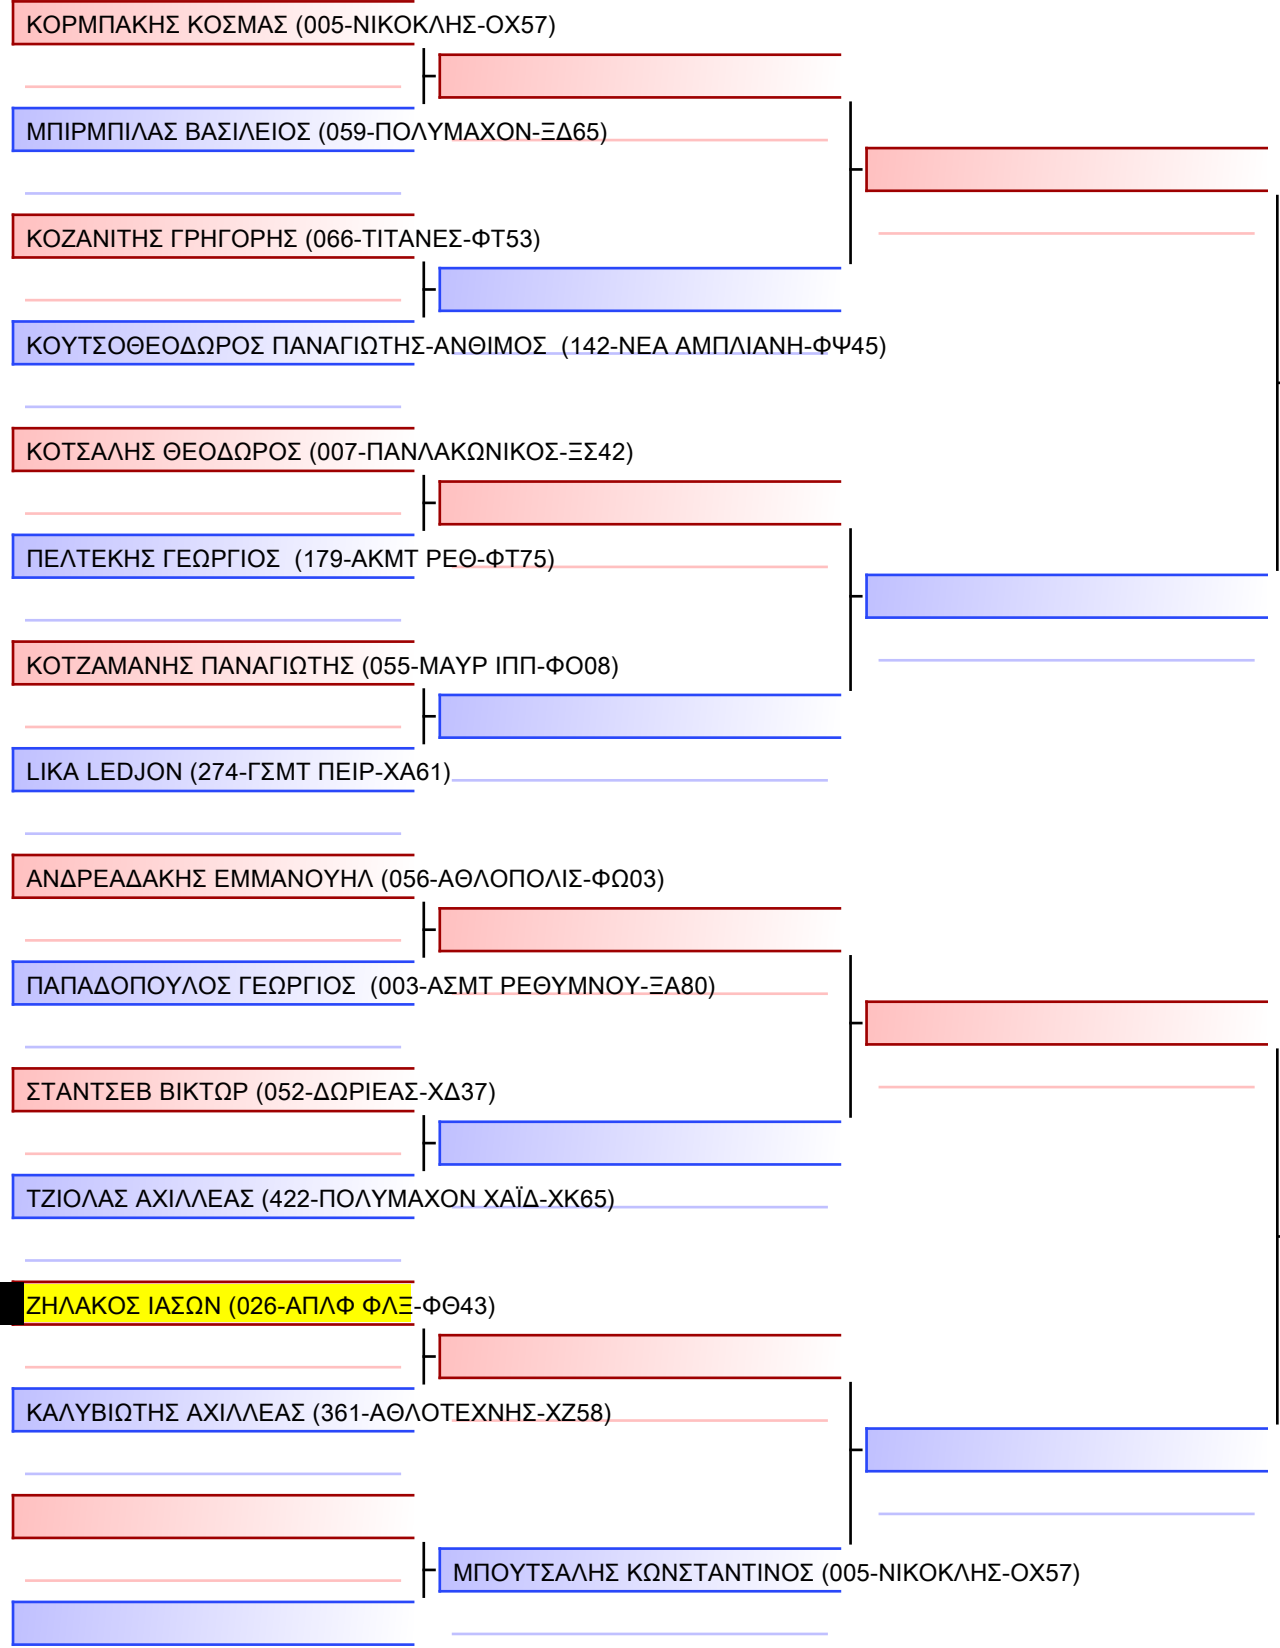 ΚΟΡΜΠΑΚΗΣ ΚΟΣΜΑΣ (005-ΝΙΚΟΚΛΗΣ-ΟΧ57)
ΜΠΙΡΜΠΙΛΑΣ ΒΑΣΙΛΕΙΟΣ (059-ΠΟΛΥΜΑΧΟΝ-ΞΔ65)
ΚΟΖΑΝΙΤΗΣ ΓΡΗΓΟΡΗΣ (066-ΤΙΤΑΝΕΣ-ΦΤ53)
ΚΟΥΤΣΟΘΕΟΔΩΡΟΣ ΠΑΝΑΓΙΩΤΗΣ-ΑΝΘΙΜΟΣ (142-ΝΕΑ ΑΜΠΛΙΑΝΗ-ΦΨ45)
ΚΟΤΣΑΛΗΣ ΘΕΟΔΩΡΟΣ (007-ΠΑΝΛΑΚΩΝΙΚΟΣ-ΞΣ42)
ΠΕΛΤΕΚΗΣ ΓΕΩΡΓΙΟΣ (179-ΑΚΜΤ ΡΕΘ-ΦΤ75)
ΚΟΤΖΑΜΑΝΗΣ ΠΑΝΑΓΙΩΤΗΣ (055-ΜΑΥΡ ΙΠΠ-ΦΟ08)
LIKA LEDJON (274-ΓΣΜΤ ΠΕΙΡ-ΧΑ61)
ΑΝΔΡΕΑΔΑΚΗΣ ΕΜΜΑΝΟΥΗΛ (056-ΑΘΛΟΠΟΛΙΣ-ΦΩ03)
ΠΑΠΑΔΟΠΟΥΛΟΣ ΓΕΩΡΓΙΟΣ (003-ΑΣΜΤ ΡΕΘΥΜΝΟΥ-ΞΑ80)
ΣΤΑΝΤΣΕΒ ΒΙΚΤΩΡ (052-ΔΩΡΙΕΑΣ-ΧΔ37)
ΤΖΙΟΛΑΣ ΑΧΙΛΛΕΑΣ (422-ΠΟΛΥΜΑΧΟΝ ΧΑΪΔ-ΧΚ65)
ΖΗΛΑΚΟΣ ΙΑΣΩΝ (026-ΑΠΛΦ ΦΛΞ-ΦΘ43)
ΚΑΛΥΒΙΩΤΗΣ ΑΧΙΛΛΕΑΣ (361-ΑΘΛΟΤΕΧΝΗΣ-ΧΖ58)
ΜΠΟΥΤΣΑΛΗΣ ΚΩΝΣΤΑΝΤΙΝΟΣ (005-ΝΙΚΟΚΛΗΣ-ΟΧ57)